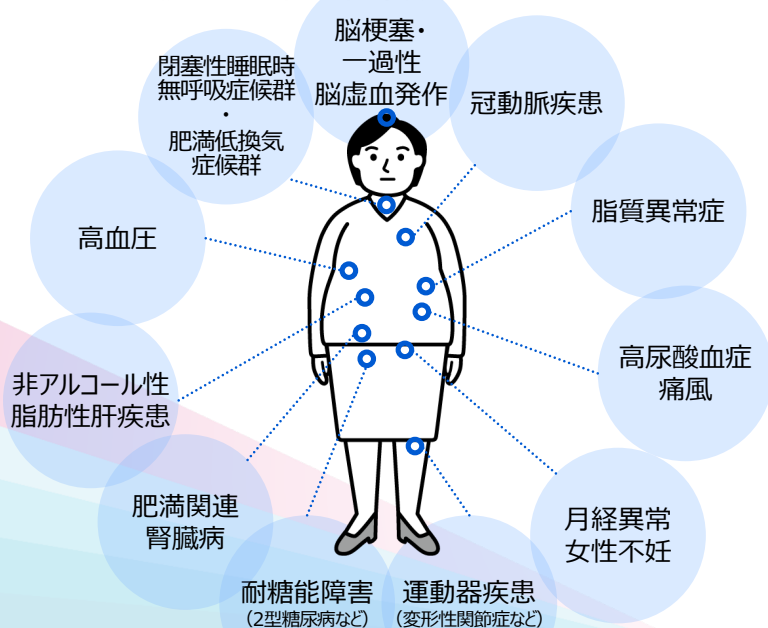 脳梗塞・
一過性
脳虚血発作
閉塞性睡眠時
無呼吸症候群
・
肥満低換気
症候群
冠動脈疾患
高血圧
脂質異常症
非アルコール性
脂肪性肝疾患
高尿酸血症
痛風
肥満関連
腎臓病
月経異常
女性不妊
耐糖能障害
（2型糖尿病など）
運動器疾患
（変形性関節症など）